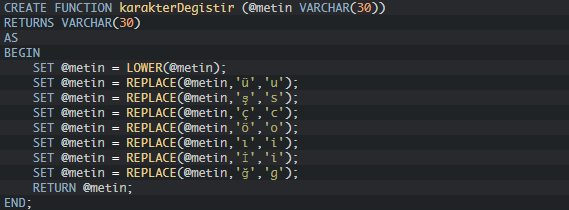 CREATE FUNCTION karakterDegistir (@metin VARCHAR(30))
RETURNS VARCHAR(30)
AS
BEGIN
    SET @metin = LOWER(@metin);
    SET @metin = REPLACE(@metin,'ü','u');
    SET @metin = REPLACE(@metin,'ş','s');
    SET @metin = REPLACE(@metin,'ç','c');
    SET @metin = REPLACE(@metin,'ö','o');
    SET @metin = REPLACE(@metin,'ı','i');
    SET @metin = REPLACE(@metin,'İ','i');
    SET @metin = REPLACE(@metin,'ğ','g');
    RETURN @metin;
END;